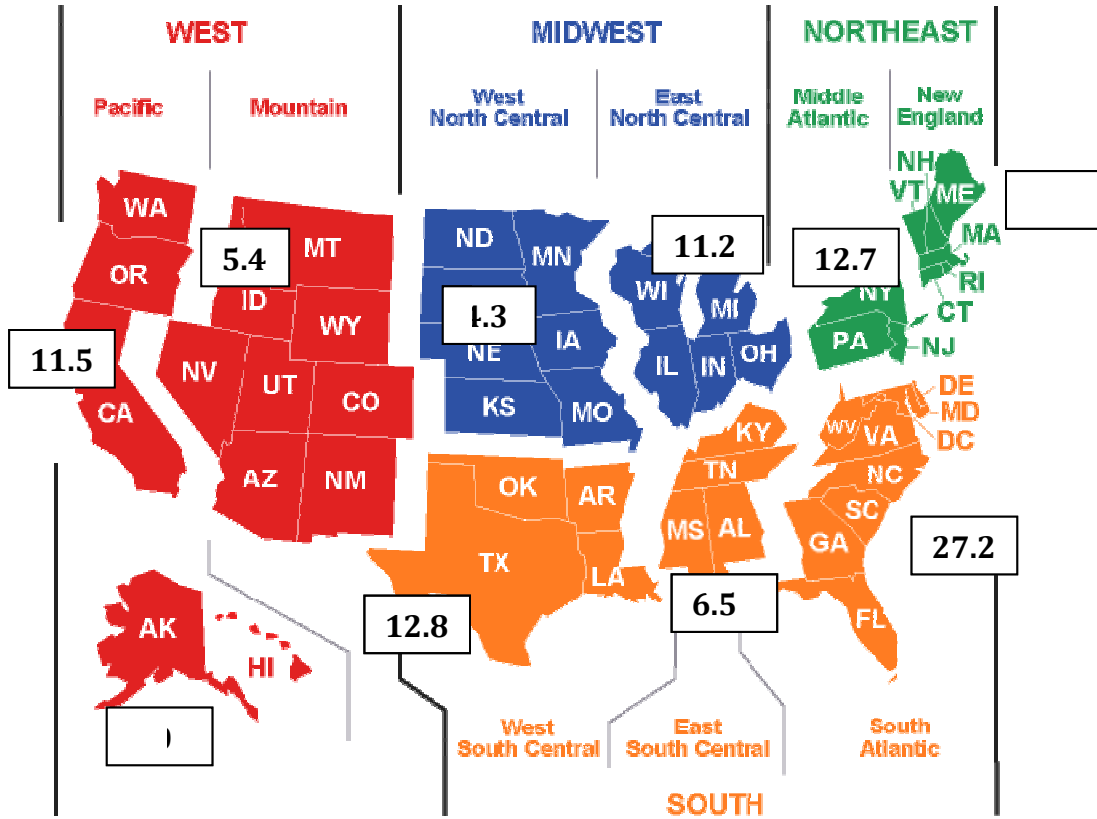 WEST
MIDWEST
NORTHEAST
Pacific
Mountain
West
North Central
East
North Central
Middle
Atlantic
New
England
NH
VT
ME
WA
MT
ND
MN
11.2
MA
OR
5.4
WI
MI
12.7
RI
ID
NY
WY
.3
CT
11.5
NV
NE
IA
PA
NJ
UT
CO
IL
IN
OH
CA
KS
MO
DE
WV
MD
KY
VA
DC
AZ
NM
OK
AR
TN
NC
SC
MS
AL
GA
27.2
TX
LA
12.8
6.5
FL
AK
HI
West
South Central
East
South Central
South
Atlantic
SOUTH